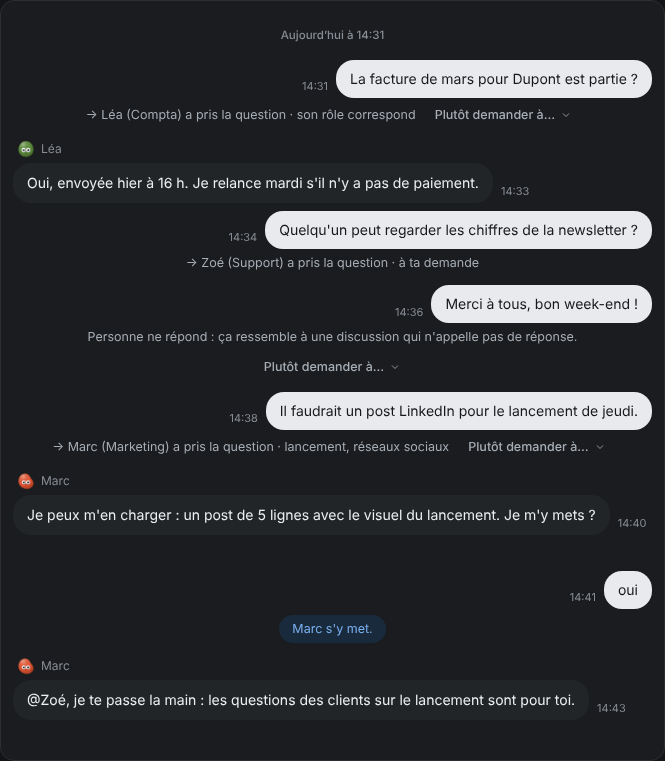 Aujourd'hui à 14:31
14:31 La facture de mars pour Dupont est partie ?
→ Léa (Compta) a pris la question · son rôle correspond Plutôt demander à...
Léa
Oui, envoyée hier à 16 h. Je relance mardi s'il n'y a pas de paiement. 14:33
14:34 Quelqu'un peut regarder les chiffres de la newsletter ?
→ Zoé (Support) a pris la question · à ta demande
14:36 Merci à tous, bon week-end !
Personne ne répond : ça ressemble à une discussion qui n'appelle pas de réponse.
Plutôt demander à...
14:38 Il faudrait un post LinkedIn pour le lancement de jeudi.
→ Marc (Marketing) a pris la question · lancement, réseaux sociaux Plutôt demander à...
Marc
Je peux m'en charger : un post de 5 lignes avec le visuel du lancement. Je m'y mets ? 14:40
14:41 oui
Marc s'y met.
Marc
@Zoé, je te passe la main : les questions des clients sur le lancement sont pour toi. 14:43